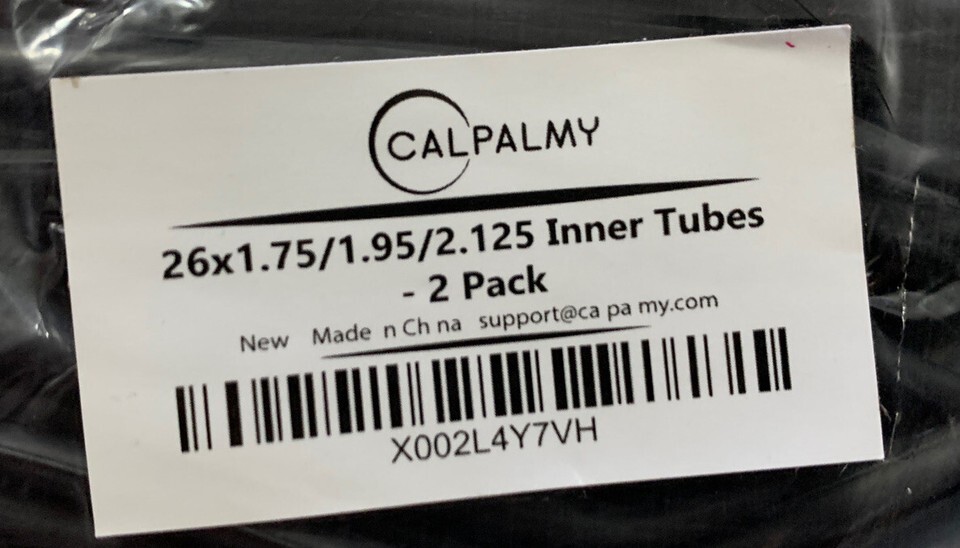 CALPALMY
26x1.75/1.95/2.125 Inner Tubes
- 2 Pack
New Made n Ch na support@ca pa my.com
X002L4Y7VH